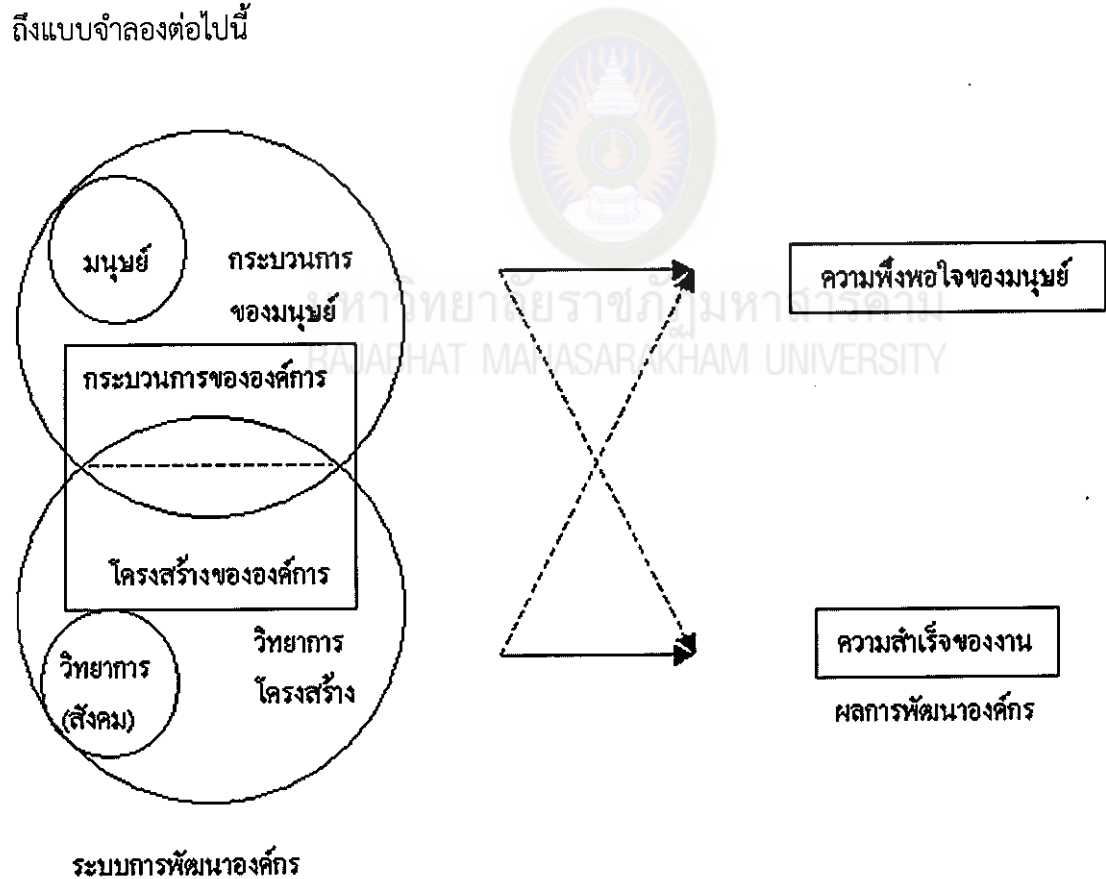 ถึงแบบจำลองต่อไปนี้
มนุษย์
กระบวนการ
ของมนุษย์
ความพึงพอใจของมนุษย์
มหาวิทยาลัยราชภัฏมหาสารคาม
RAJABHAT MAHASARAKHAM UNIVERSITY
กระบวนการขององค์การ
โครงสร้างขององค์การ
วิทยาการ
(สังคม)
วิทยาการ
โครงสร้าง
ความสำเร็จของงาน
ผลการพัฒนาองค์กร
ระบบการพัฒนาองค์กร